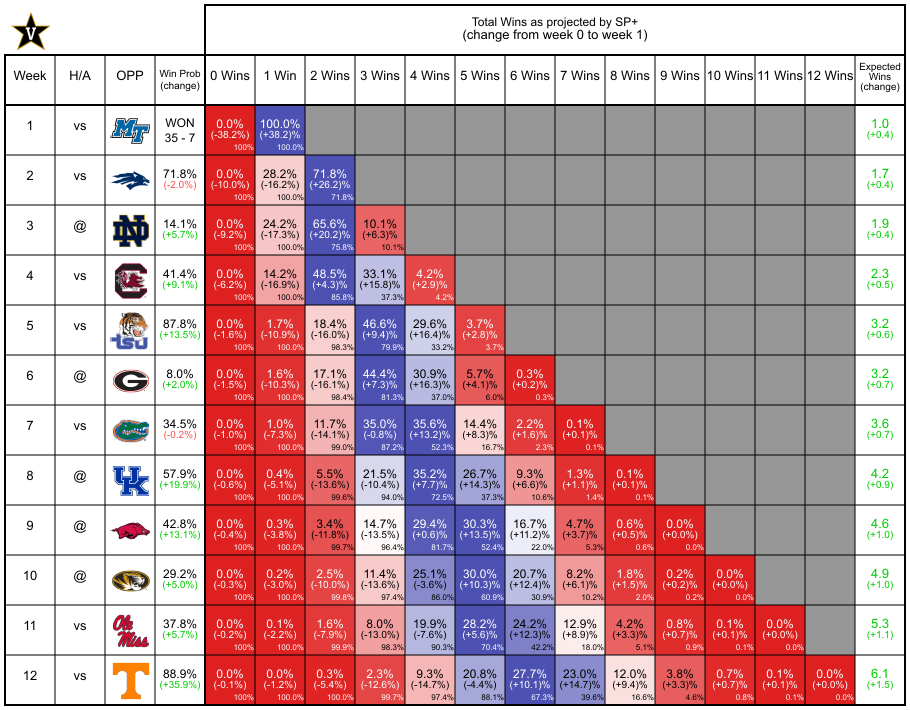 V
Total Wins as projected by SP+
(change from week 0 to week 1)
Week H/A OPP Win Prob (change) 0 Wins 1 Win 2 Wins 3 Wins 4 Wins 5 Wins 6 Wins 7 Wins 8 Wins 9 Wins 10 Wins 11 Wins 12 Wins Expected Wins (change)
1 vs MT WON 0.0% 100.0% 1.0
35 - 7 (-38.2%) (+38.2)% (+0.4)
100% 100.0%
2 vs 71.8% 0.0% 28.2% 71.8% 1.7
(-2.0%) (-10.0%) (-16.2%) (+26.2)% (+0.4)
100% 100.0% 71.8%
3 @ ND 14.1% 0.0% 24.2% 65.6% 10.1% 1.9
(+5.7%) (-9.2%) (-17.3%) (+20.2)% (+6.3)% (+0.4)
100% 100.0% 75.8% 10.1%
4 vs C 41.4% 0.0% 14.2% 48.5% 33.1% 4.2% 2.3
(+9.1%) (-6.2%) (-16.9%) (+4.3)% (+15.8)% (+2.9)% (+0.5)
100% 100.0% 85.8% 37.3% 4.2%
5 vs TSU 87.8% 0.0% 1.7% 18.4% 46.6% 29.6% 3.7% 3.2
(+13.5%) (-1.6%) (-10.9%) (-16.0%) (+9.4)% (+16.4)% (+2.8)% (+0.6)
100% 100.0% 98.3% 79.9% 33.2% 3.7%
6 @ G 8.0% 0.0% 1.6% 17.1% 44.4% 30.9% 5.7% 0.3% 3.2
(+2.0%) (-1.5%) (-10.3%) (-16.1%) (+7.3)% (+16.3)% (+4.1)% (+0.2)% (+0.7)
100% 100.0% 98.4% 81.3% 37.0% 6.0% 0.3%
7 vs 34.5% 0.0% 1.0% 11.7% 35.0% 35.6% 14.4% 2.2% 0.1% 3.6
(-0.2%) (-1.0%) (-7.3%) (-14.1%) (-0.8%) (+13.2)% (+8.3)% (+1.6)% (+0.1)% (+0.7)
100% 100.0% 99.0% 87.2% 52.3% 16.7% 2.3% 0.1%
8 @ UK 57.9% 0.0% 0.4% 5.5% 21.5% 35.2% 26.7% 9.3% 1.3% 0.1% 4.2
(+19.9%) (-0.6%) (-5.1%) (-13.6%) (-10.4%) (+7.7)% (+14.3)% (+6.6)% (+1.1)% (+0.1)% (+0.9)
100% 100.0% 99.6% 94.0% 72.5% 37.3% 10.6% 1.4% 0.1%
9 @ 42.8% 0.0% 0.3% 3.4% 14.7% 29.4% 30.3% 16.7% 4.7% 0.6% 0.0% 4.6
(+13.1%) (-0.4%) (-3.8%) (-11.8%) (-13.5%) (+0.6)% (+13.5)% (+11.2)% (+3.7)% (+0.5)% (+0.0)% (+1.0)
100% 100.0% 99.7% 96.4% 81.7% 52.4% 22.0% 5.3% 0.6% 0.0%
10 @ 29.2% 0.0% 0.2% 2.5% 11.4% 25.1% 30.0% 20.7% 8.2% 1.8% 0.2% 0.0% 4.9
(+5.0%) (-0.3%) (-3.0%) (-10.0%) (-13.6%) (-3.6%) (+10.3)% (+12.4)% (+6.1)% (+1.5)% (+0.2)% (+0.0)% (+1.0)
100% 100.0% 99.8% 97.4% 86.0% 60.9% 30.9% 10.2% 2.0% 0.2% 0.0%
11 vs Ole Miss 37.8% 0.0% 0.1% 1.6% 8.0% 19.9% 28.2% 24.2% 12.9% 4.2% 0.8% 0.1% 0.0% 5.3
(+5.7%) (-0.2%) (-2.2%) (-7.9%) (-13.0%) (-7.6%) (+5.6)% (+12.3)% (+8.9)% (+3.3)% (+0.7)% (+0.1)% (+0.0)% (+1.1)
100% 100.0% 99.9% 98.3% 90.3% 70.4% 42.2% 18.0% 5.1% 0.9% 0.1% 0.0%
12 vs T 88.9% 0.0% 0.0% 0.3% 2.3% 9.3% 20.8% 27.7% 23.0% 12.0% 3.8% 0.7% 0.1% 0.0% 6.1
(+35.9%) (-0.1%) (-1.2%) (-5.4%) (-12.6%) (-14.7%) (-4.4%) (+10.1)% (+14.7)% (+9.4)% (+3.3)% (+0.7)% (+0.1)% (+0.0)% (+1.5)
100% 100.0% 100.0% 99.7% 97.4% 88.1% 67.3% 39.6% 16.6% 4.6% 0.8% 0.1% 0.0%